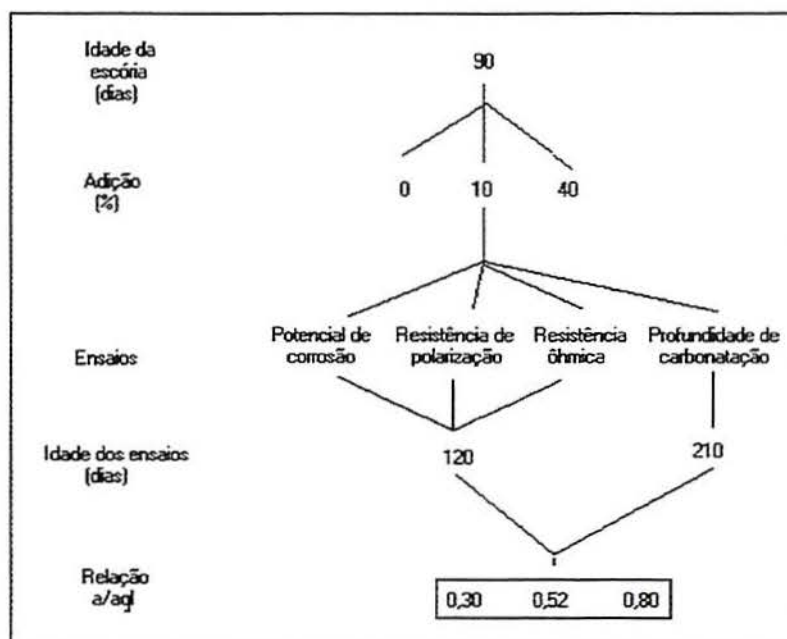 Idade da
escória
(dias)
90
Adição
(%)
0 10 40
Ensaios
Potencial de
corrosão
Resistência de
polarização
Resistência
ôhmica
Profundidade de
carbonatação
Idade dos ensaios
(dias)
120 210
Relação
a/agl
0,30 0,52 0,80